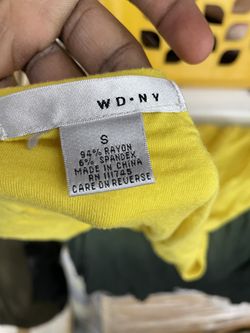 WD·NY
S
94% RAYON
6% SPANDEX
MADE IN CHINA
RN 111745
CARE ON REVERSE